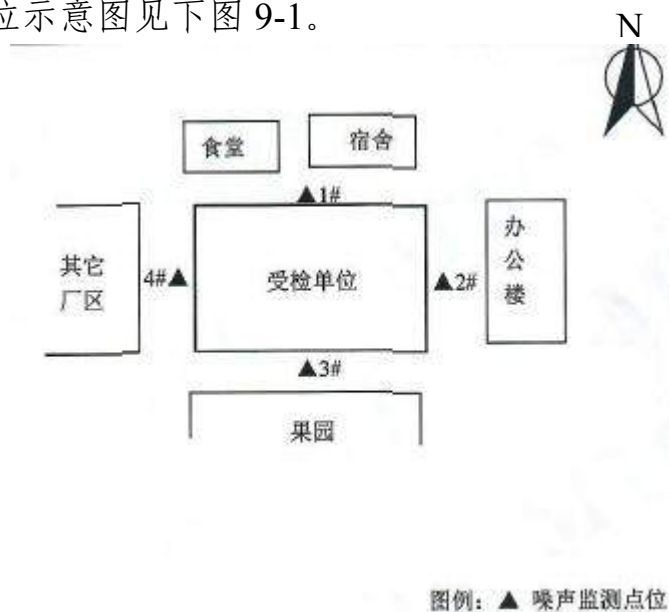 位示意图见下图 9-1。
N
食堂
宿舍
▲1#
其它
厂区
4#▲
受检单位
▲2#
办
公
楼
▲3#
果园
图例：▲ 噪声监测点位